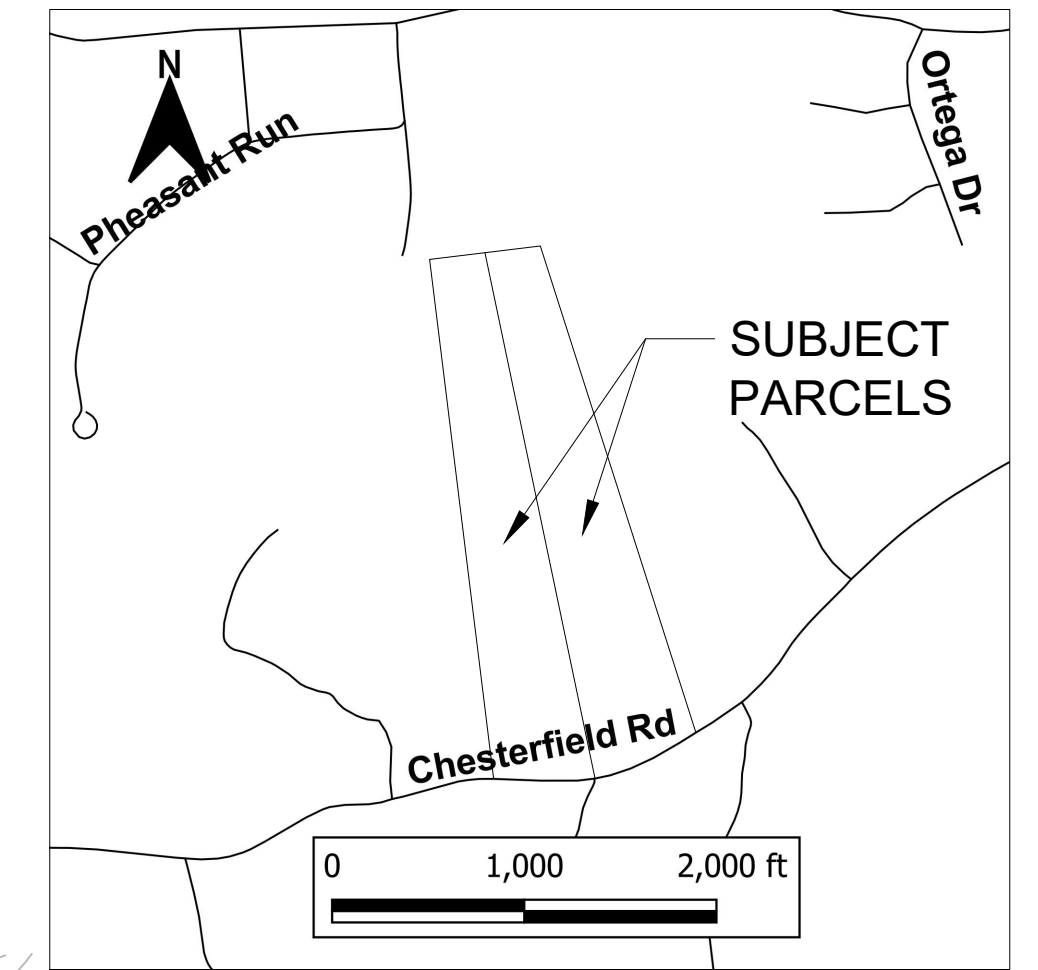 N
Pheasant Run
Ortega Dr
SUBJECT
PARCELS
Chesterfield Rd
0 1,000 2,000 ft